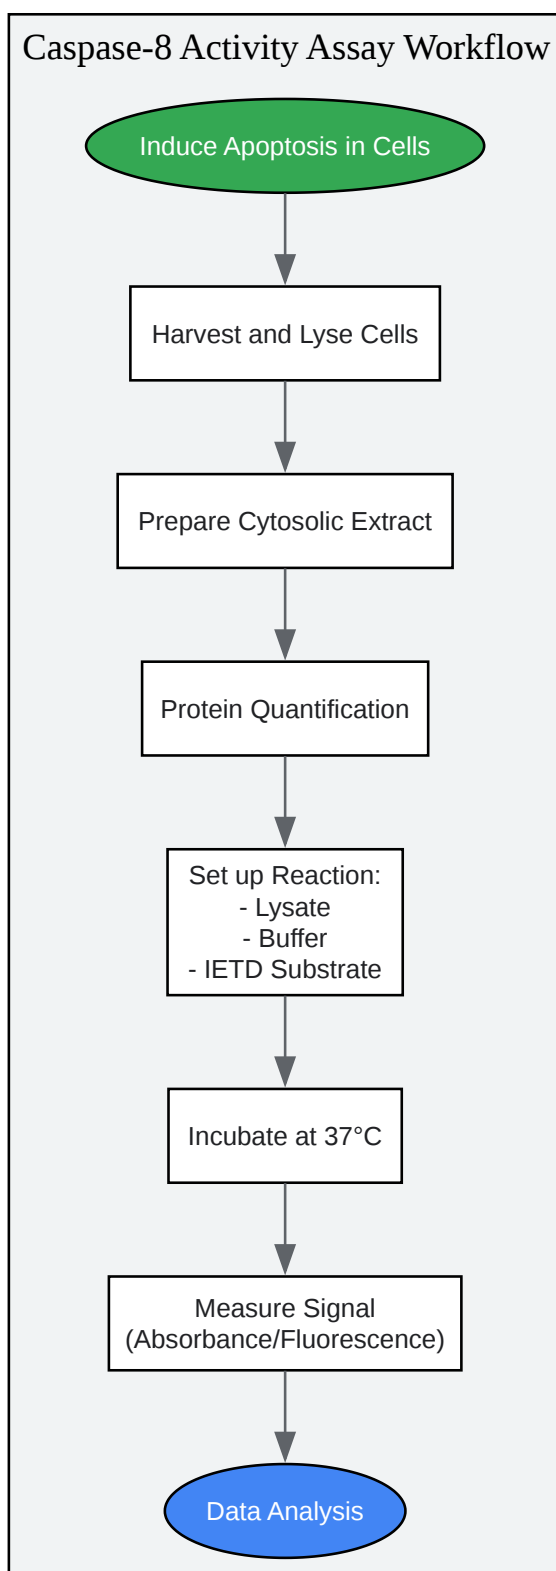 Caspase-8 Activity Assay Workflow
Induce Apoptosis in Cells
Harvest and Lyse Cells
Prepare Cytosolic Extract
Protein Quantification
Set up Reaction:
- Lysate
- Buffer
- IETD Substrate
Incubate at 37°C
Measure Signal
(Absorbance/Fluorescence)
Data Analysis